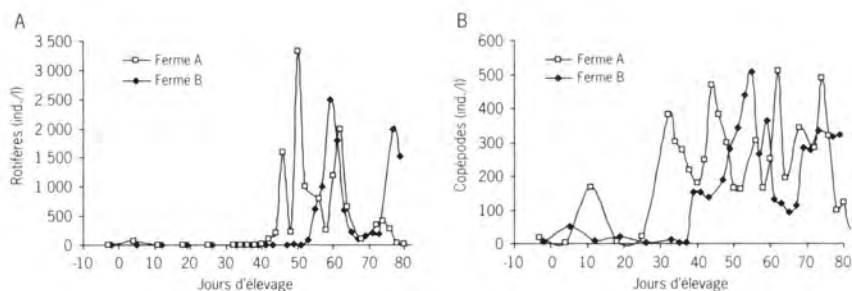 A
Rotifères (ind./l)
3 500
3 000
2 500
2 000
1 500
1 000
500
0
-10 0 10 20 30 40 50 60 70 80
Jours d'élevage
Ferme A
Ferme B
B
Copépodes (ind./l)
600
500
400
300
200
100
0
-10 0 10 20 30 40 50 60 70 80
Jours d'élevage
Ferme A
Ferme B